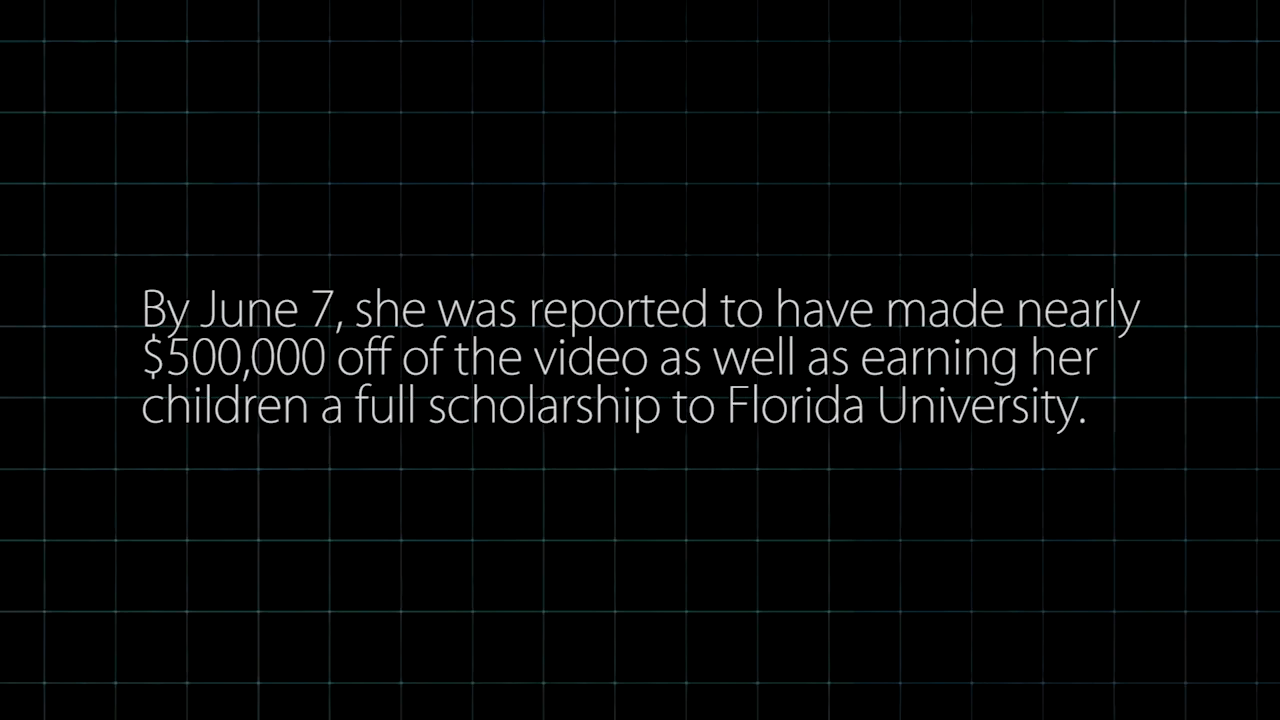 By June 7, she was reported to have made nearly
$500,000 off of the video as well as earning her
children a full scholarship to Florida University.